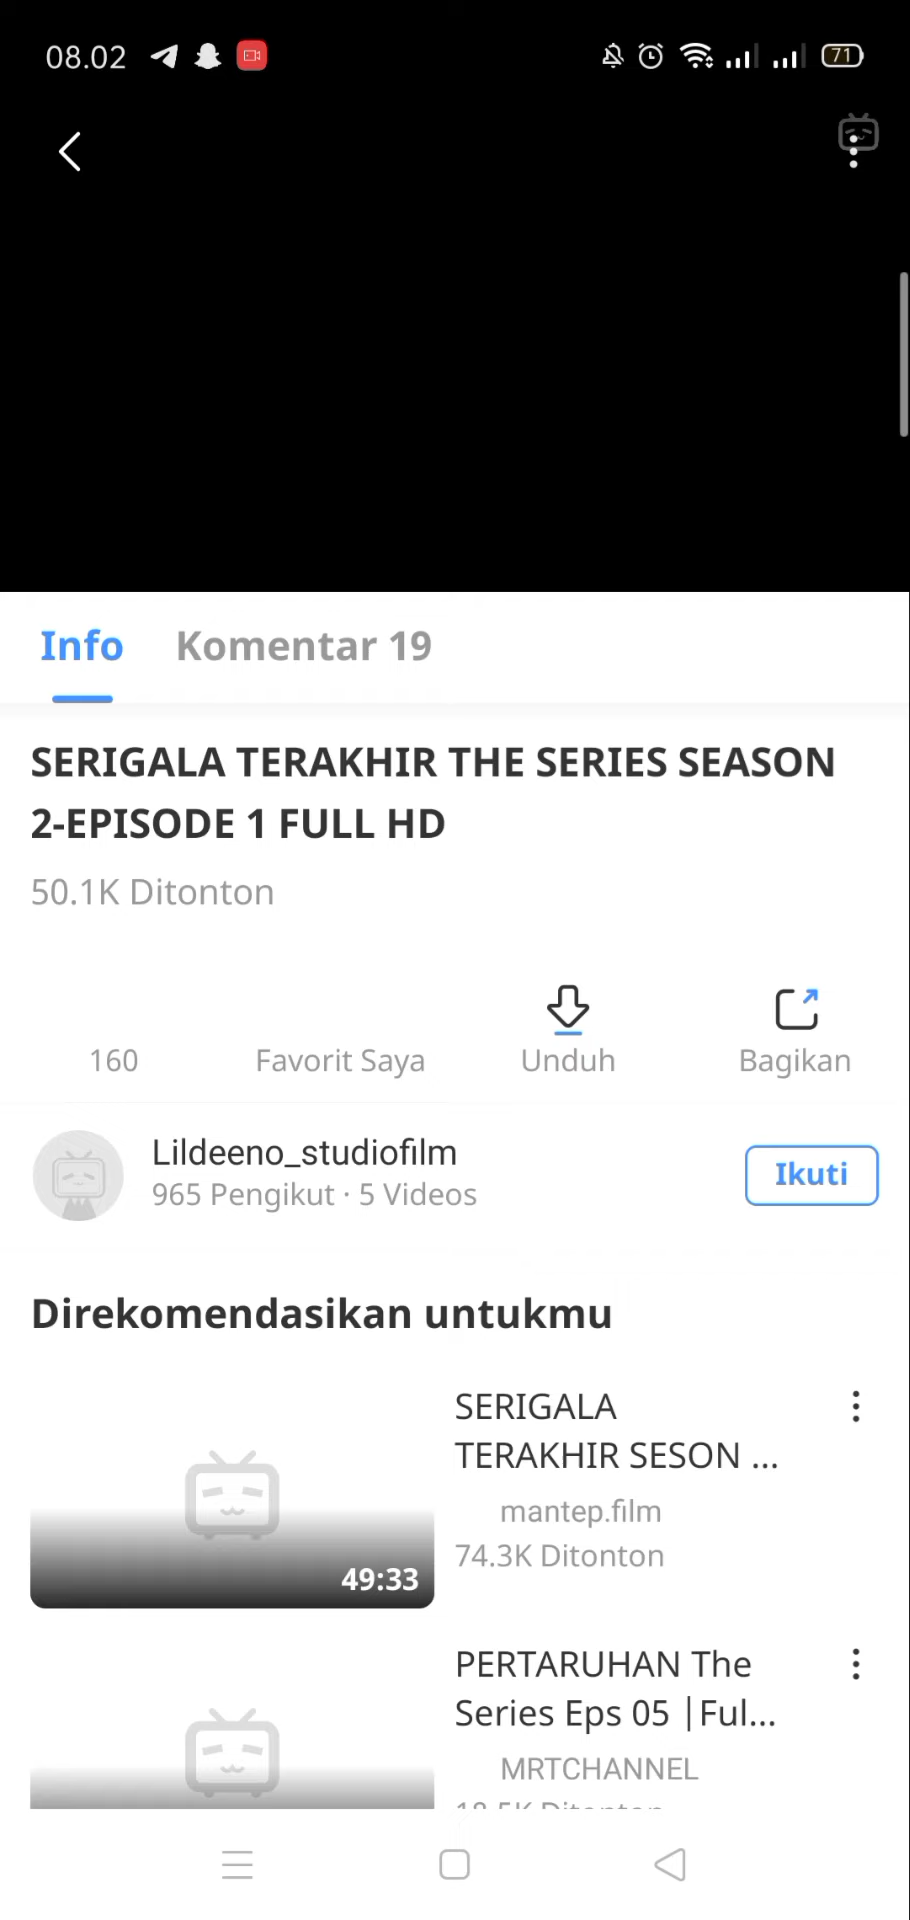 08.02
71
Info Komentar 19
SERIGALA TERAKHIR THE SERIES SEASON
2-EPISODE 1 FULL HD
50.1K Ditonton
160 Favorit Saya Unduh Bagikan
Lildeeno_studiofilm
965 Pengikut · 5 Videos
Ikuti
Direkomendasikan untukmu
SERIGALA
TERAKHIR SESON ...
mantep.film
74.3K Ditonton
49:33
PERTARUHAN The
Series Eps 05 |Ful...
MRTCHANNEL